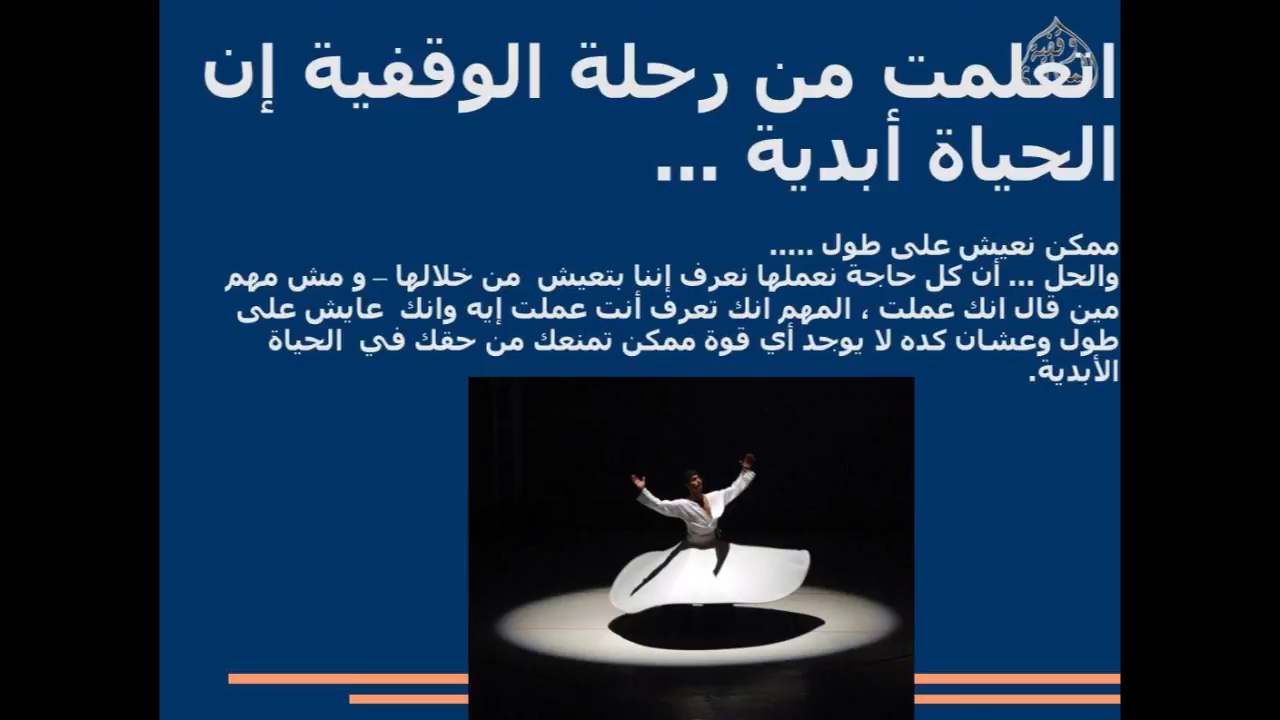 اتعلمت من رحلة الوقفية إن
الحياة أبدية ...
ممكن نعيش على طول .....
والحل ... أن كل حاجة نعملها نعرف إننا بتعيش من خلالها – و مش مهم
مين قال انك عملت ، المهم انك تعرف أنت عملت إيه وانك عايش على
طول وعشان كده لا يوجد أي قوة ممكن تمنعك من حقك في الحياة
الأبدية.